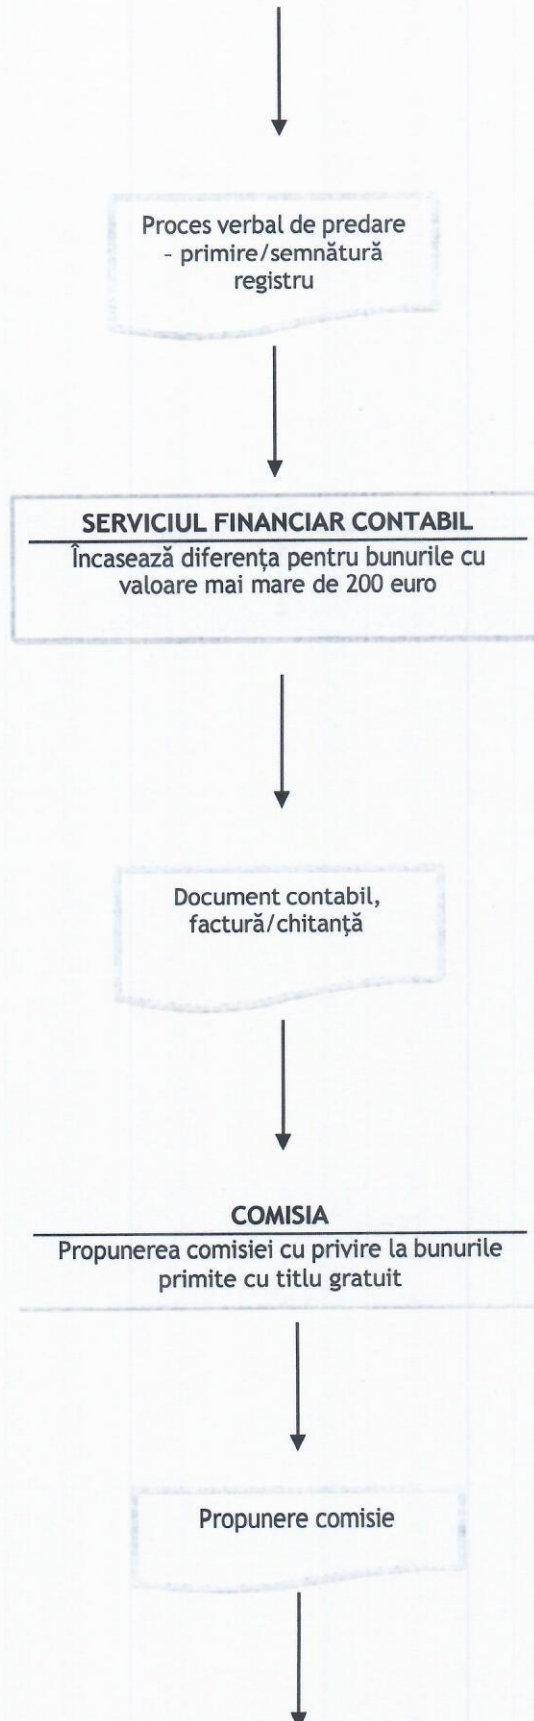 Proces verbal de predare
- primire/semnătură
registru
SERVICIUL FINANCIAR CONTABIL
Încasează diferența pentru bunurile cu
valoare mai mare de 200 euro
Document contabil,
factură/chitanţă
COMISIA
Propunerea comisiei cu privire la bunurile
primite cu titlu gratuit
Propunere comisie